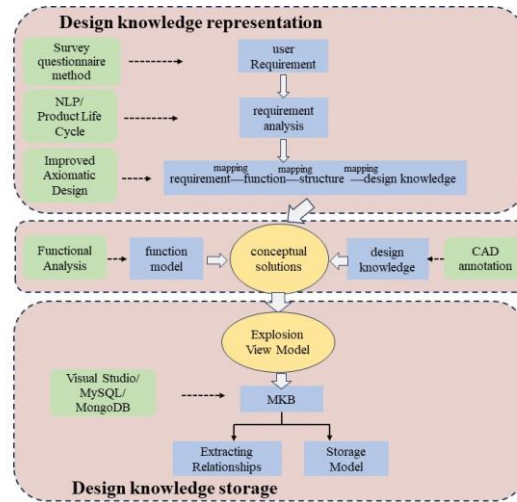 Design knowledge representation
Survey
questionnaire
method
user
Requirement
NLP/
Product Life
Cycle
requirement
analysis
Improved
Axiomatic
Design
mapping mapping mapping
requirement—function—structure—design knowledge
Functional
Analysis
function
model
conceptual
solutions
design
knowledge
CAD
annotation
Explosion
View Model
Visual Studio/
MySQL/
MongoDB
MKB
Extracting
Relationships
Storage
Model
Design knowledge storage